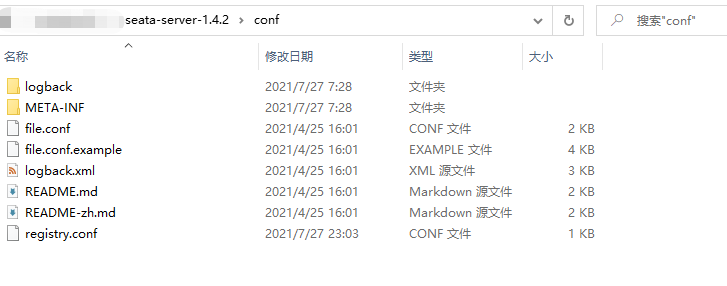 seata-server-1.4.2 › conf
搜索"conf"
名称 修改日期 类型 大小
logback 2021/7/27 7:28 文件夹
META-INF 2021/7/27 7:28 文件夹
file.conf 2021/4/25 16:01 CONF 文件 2 KB
file.conf.example 2021/4/25 16:01 EXAMPLE 文件 4 KB
logback.xml 2021/4/25 16:01 XML 源文件 3 KB
README.md 2021/4/25 16:01 Markdown 源文件 2 KB
README-zh.md 2021/4/25 16:01 Markdown 源文件 2 KB
registry.conf 2021/7/27 23:03 CONF 文件 1 KB